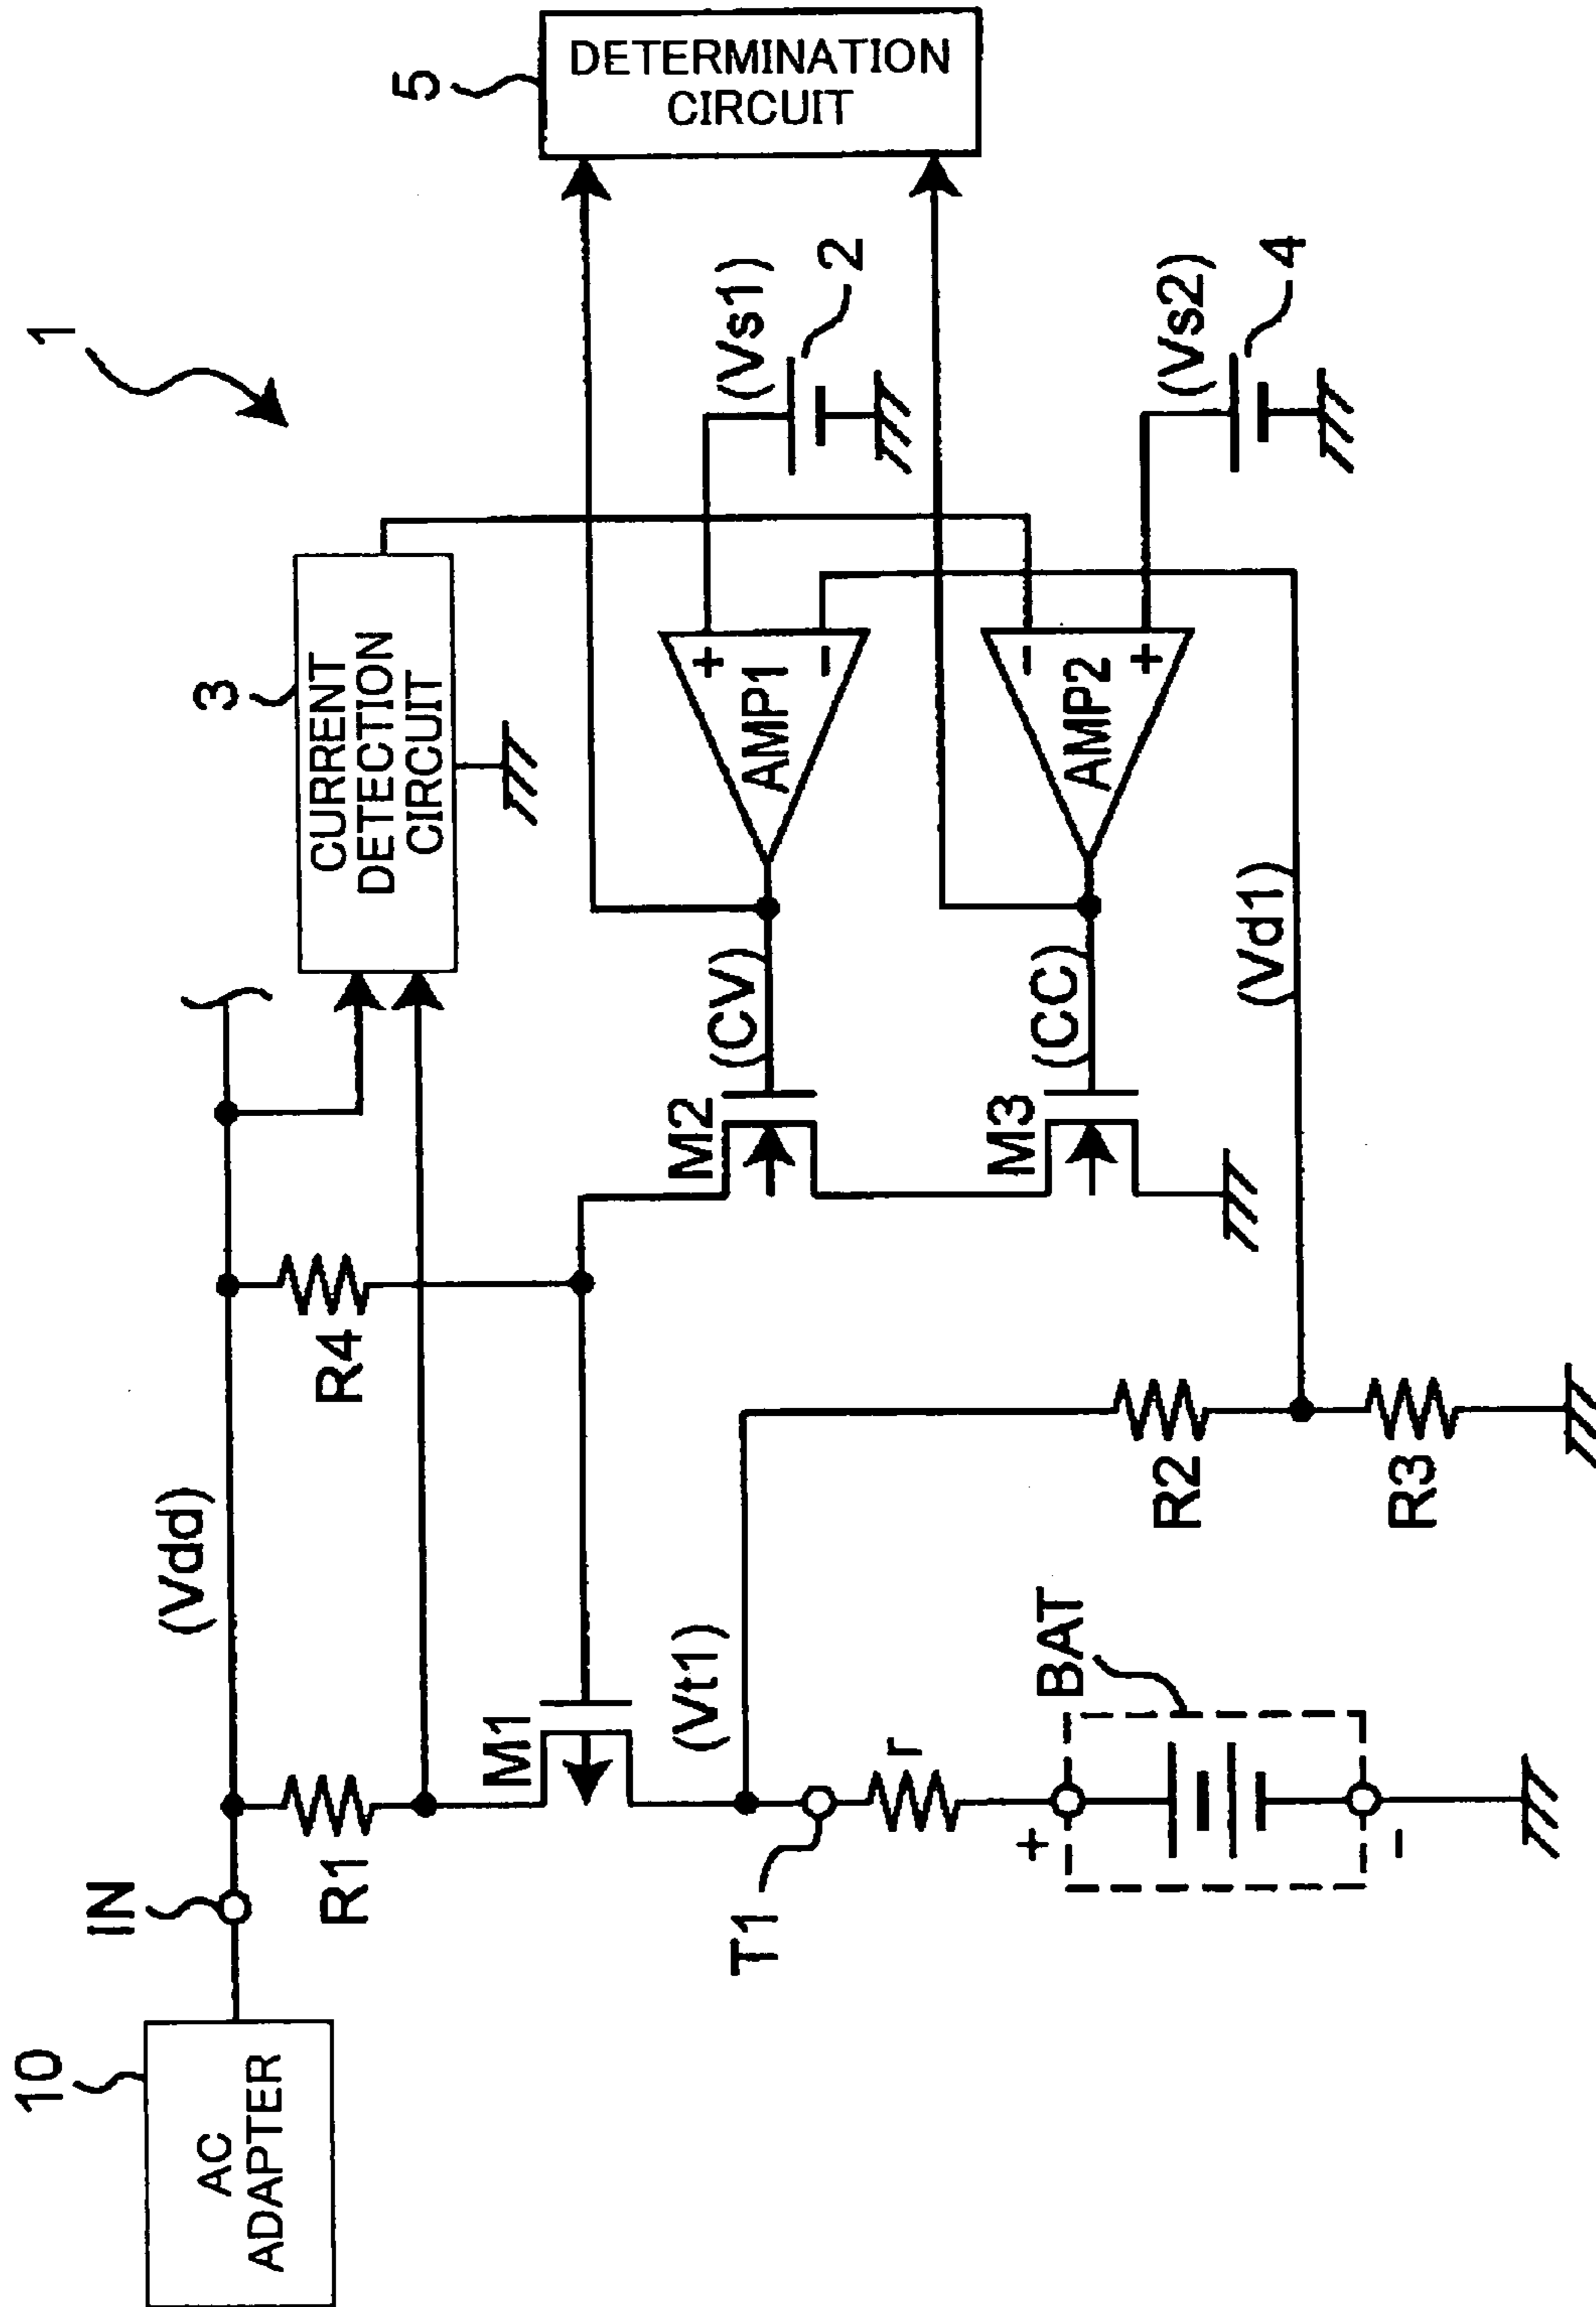 1
10
AC
ADAPTER
IN
(Vdd)
R1
R4
3
CURRENT
DETECTION
CIRCUIT
5
DETERMINATION
CIRCUIT
M1
(Vt1)
T1
r
BAT
+
-
R2
R3
M2
(CV)
M3
(CC)
AMP1
+
-
AMP2
-
+
(Vs1)
2
(Vs2)
4
(Vd1)